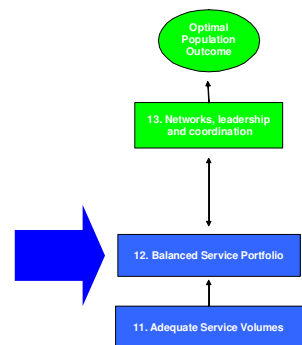 Optimal
Population
Outcome
13. Networks, leadership
and coordination
12. Balanced Service Portfolio
11. Adequate Service Volumes